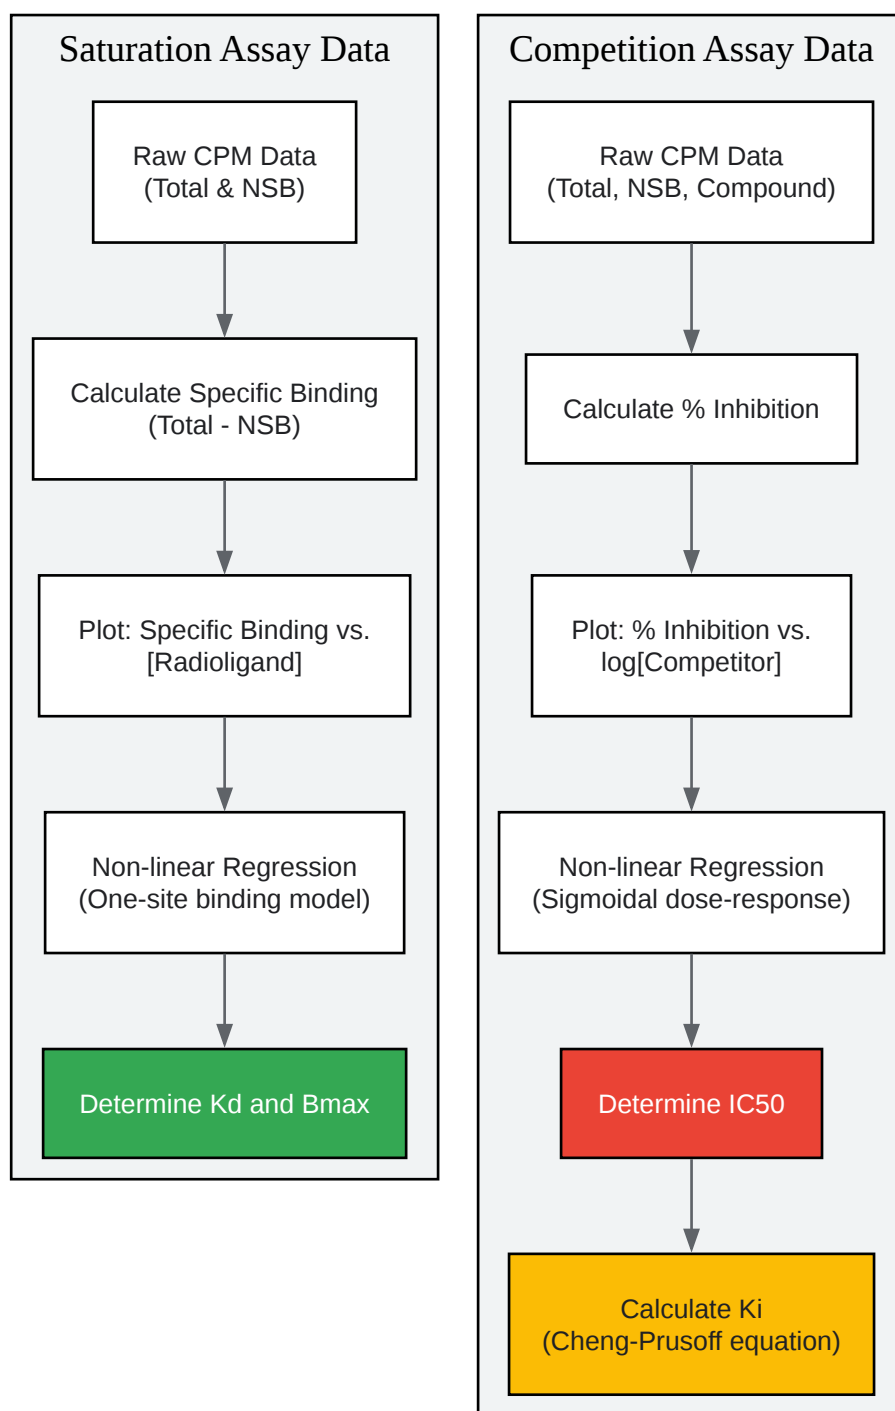 Saturation Assay Data
Raw CPM Data
(Total & NSB)
Calculate Specific Binding
(Total - NSB)
Plot: Specific Binding vs.
[Radioligand]
Non-linear Regression
(One-site binding model)
Determine Kd and Bmax
Competition Assay Data
Raw CPM Data
(Total, NSB, Compound)
Calculate % Inhibition
Plot: % Inhibition vs.
log[Competitor]
Non-linear Regression
(Sigmoidal dose-response)
Determine IC50
Calculate Ki
(Cheng-Prusoff equation)